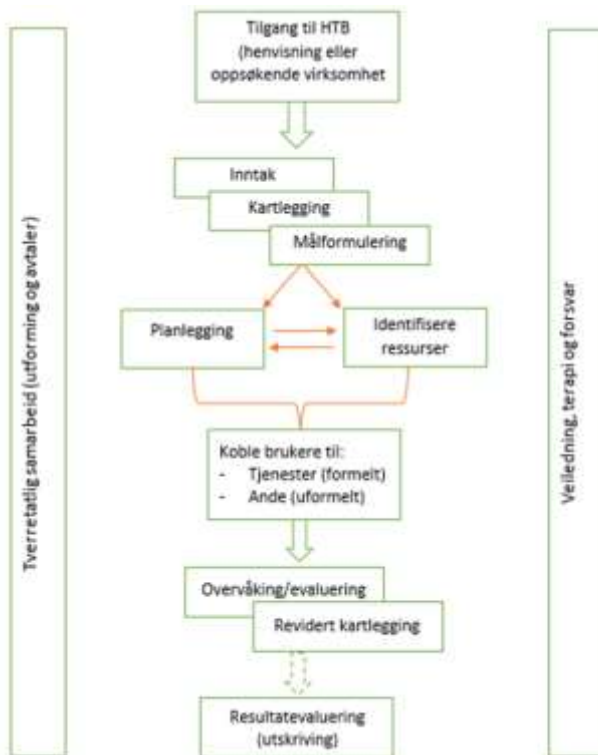 Tverretatlig samarbeid (utforming og avtaler)
Tilgang til HTB
(henvisning eller
oppsøkende virksomhet
Inntak
Kartlegging
Målformulering
Planlegging
Identifisere
ressurser
Koble brukere til:
- Tjenester (formelt)
- Ande (uformelt)
Overvåking/evaluering
Revidert kartlegging
Resultatevaluering
(utskriving)
Veiledning, terapi og forsvar